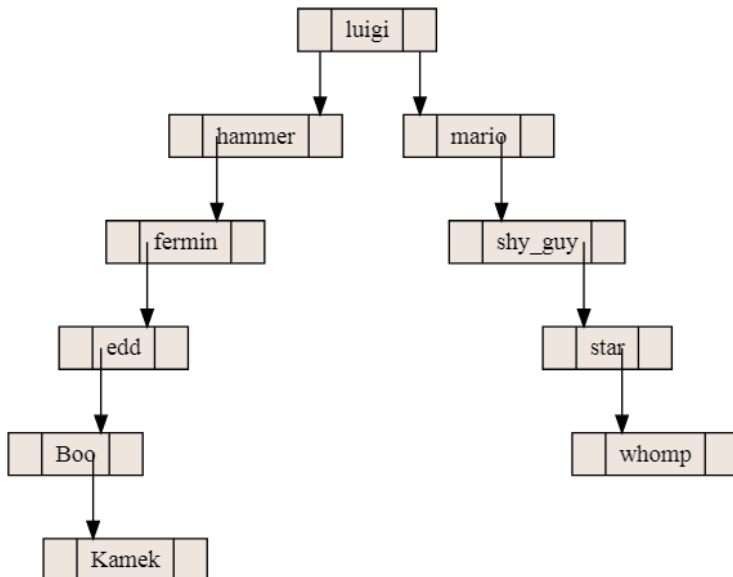 luigi
hammer mario
fermin shy_guy
edd star
Boo whomp
Kamek